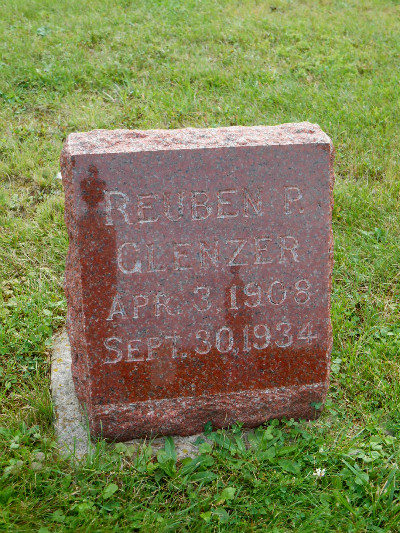 REUBEN R.
GLENZER
APR. 3, 1908
SEPT. 30, 1934